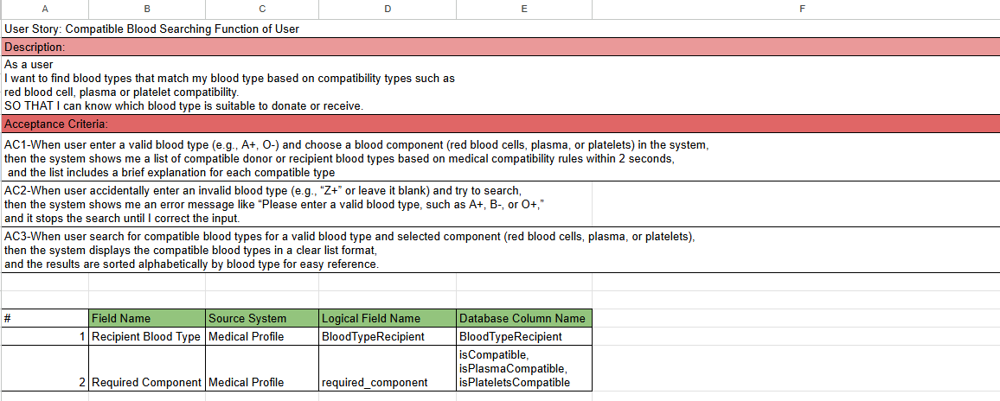 A B C D E F
User Story: Compatible Blood Searching Function of User
Description:
As a user
I want to find blood types that match my blood type based on compatibility types such as
red blood cell, plasma or platelet compatibility.
SO THAT I can know which blood type is suitable to donate or receive.
Acceptance Criteria:
AC1-When user enter a valid blood type (e.g., A+, O-) and choose a blood component (red blood cells, plasma, or platelets) in the system,
then the system shows me a list of compatible donor or recipient blood types based on medical compatibility rules within 2 seconds,
and the list includes a brief explanation for each compatible type
AC2-When user accidentally enter an invalid blood type (e.g., “Z+” or leave it blank) and try to search,
then the system shows me an error message like “Please enter a valid blood type, such as A+, B-, or O+,”
and it stops the search until I correct the input.
AC3-When user search for compatible blood types for a valid blood type and selected component (red blood cells, plasma, or platelets),
then the system displays the compatible blood types in a clear list format,
and the results are sorted alphabetically by blood type for easy reference.
# Field Name Source System Logical Field Name Database Column Name
1 Recipient Blood Type Medical Profile BloodTypeRecipient BloodTypeRecipient
isCompatible,
isPlasmaCompatible,
2 Required Component Medical Profile required_component isPlateletsCompatible